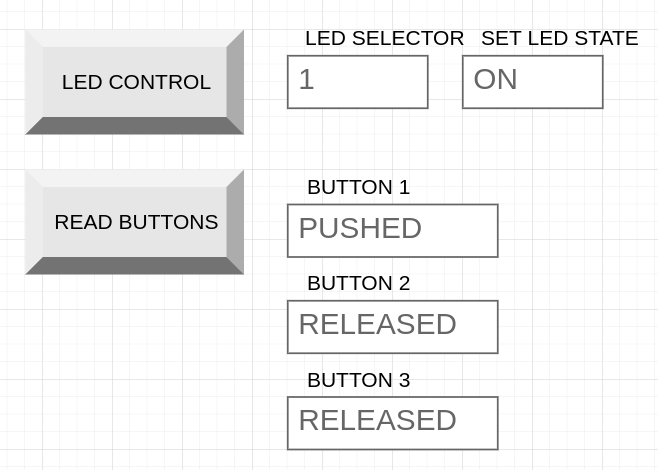 LED SELECTOR SET LED STATE
LED CONTROL
1
ON
BUTTON 1
READ BUTTONS
PUSHED
BUTTON 2
RELEASED
BUTTON 3
RELEASED